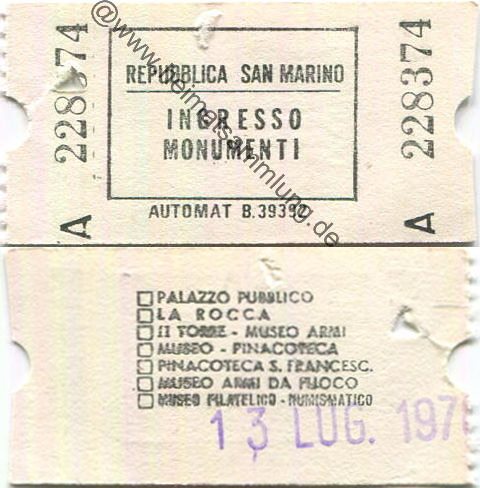 A 228374
REPUBBLICA SAN MARINO
INGRESSO
MONUMENTI
AUTOMAT B.39392
A 228374
@www.heimatsammlung.de
PALAZZO PUBBLICO
LA ROCCA
II TORRE - MUSEO ARMI
MUSEO - PINACOTECA
PINACOTECA S. FRANCESC.
MUSEO ARMI DA FUOCO
MUSEO FILATELICO - NUMISMATICO
13 LUG. 197